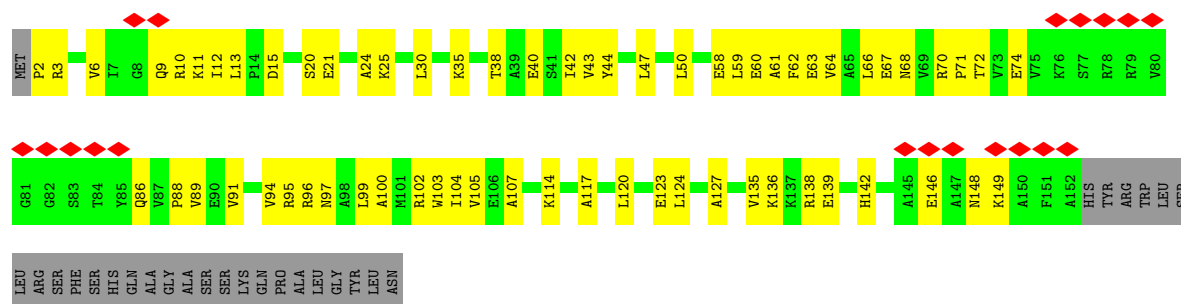 MET P2 R3 V6 I7 G8 Q9 R10 K11 I12 L13 P14 D15 S20 E21 A24 K25 L30 K35 T38 A39 E40 S41 I42 V43 Y44 L47 L50 E58 L59 E60 A61 F62 E63 V64 A65 L66 E67 N68 V69 R70 P71 T72 V73 E74 V75 K76 S77 R78 R79 V80
G81 G82 S83 T84 Y85 Q86 V87 P88 V89 E90 V91 V94 R95 R96 N97 A98 L99 A100 M101 R102 W103 I104 V105 E106 A107 K114 A117 L120 E123 L124 A127 V135 K136 K137 R138 E139 H142 A145 E146 A147 N148 K149 A150 F151 A152 HIS TYR ARG TRP LEU SER
LEU ARG SER PHE SER HIS GLN ALA GLY ALA SER SER LYS GLN PRO ALA LEU GLY TYR LEU ASN